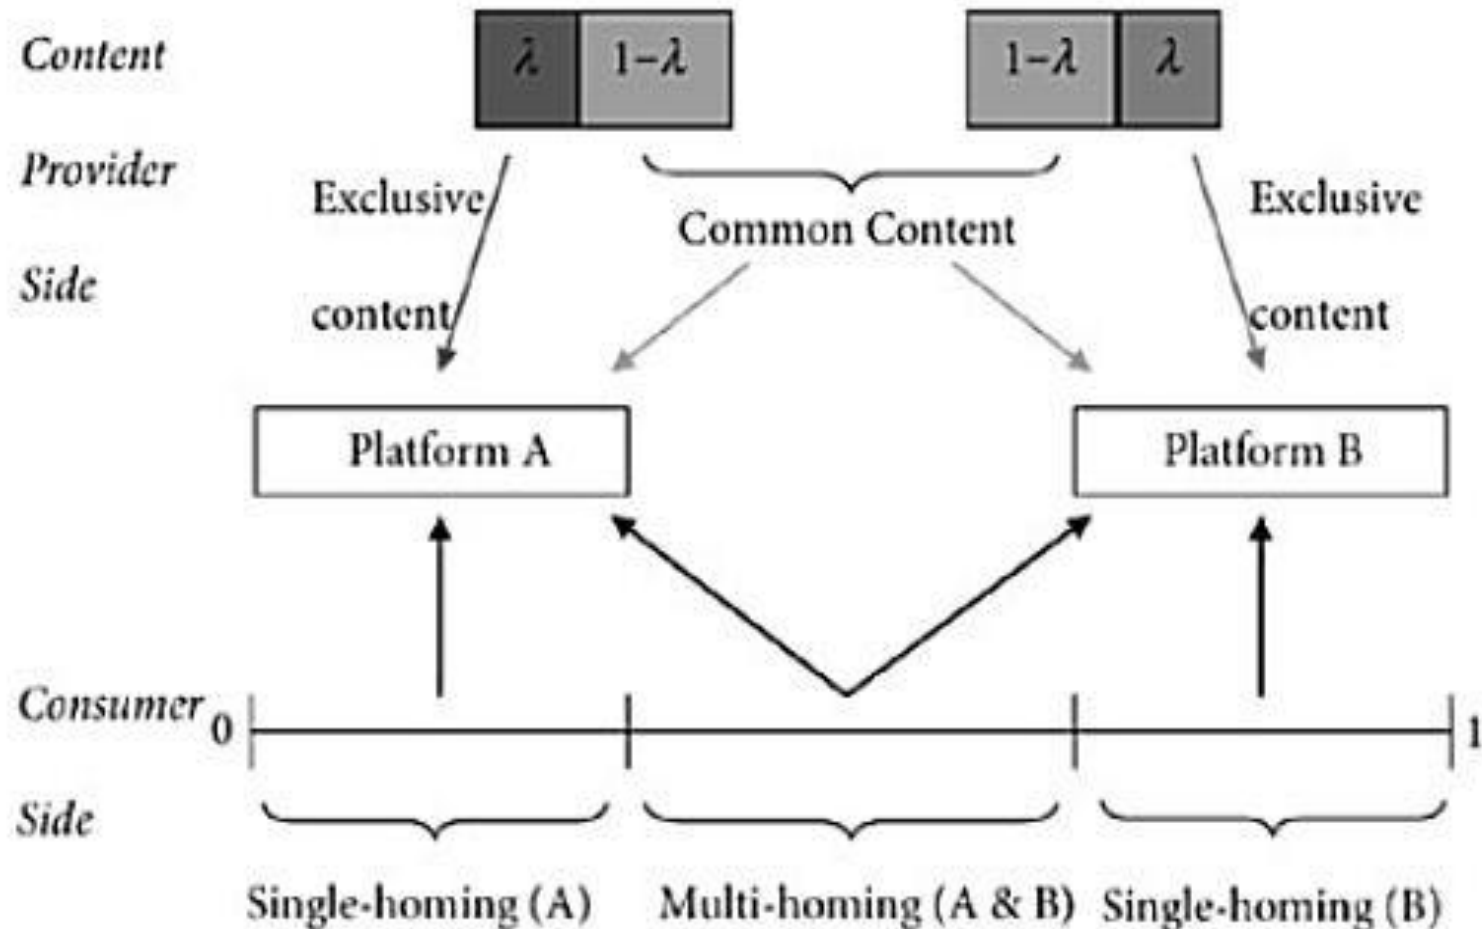 Content
λ 1−λ 1−λ λ
Provider
Exclusive Exclusive
Common Content
Side
content content
Platform A Platform B
Consumer 0 1
Side
Single-homing (A) Multi-homing (A & B) Single-homing (B)